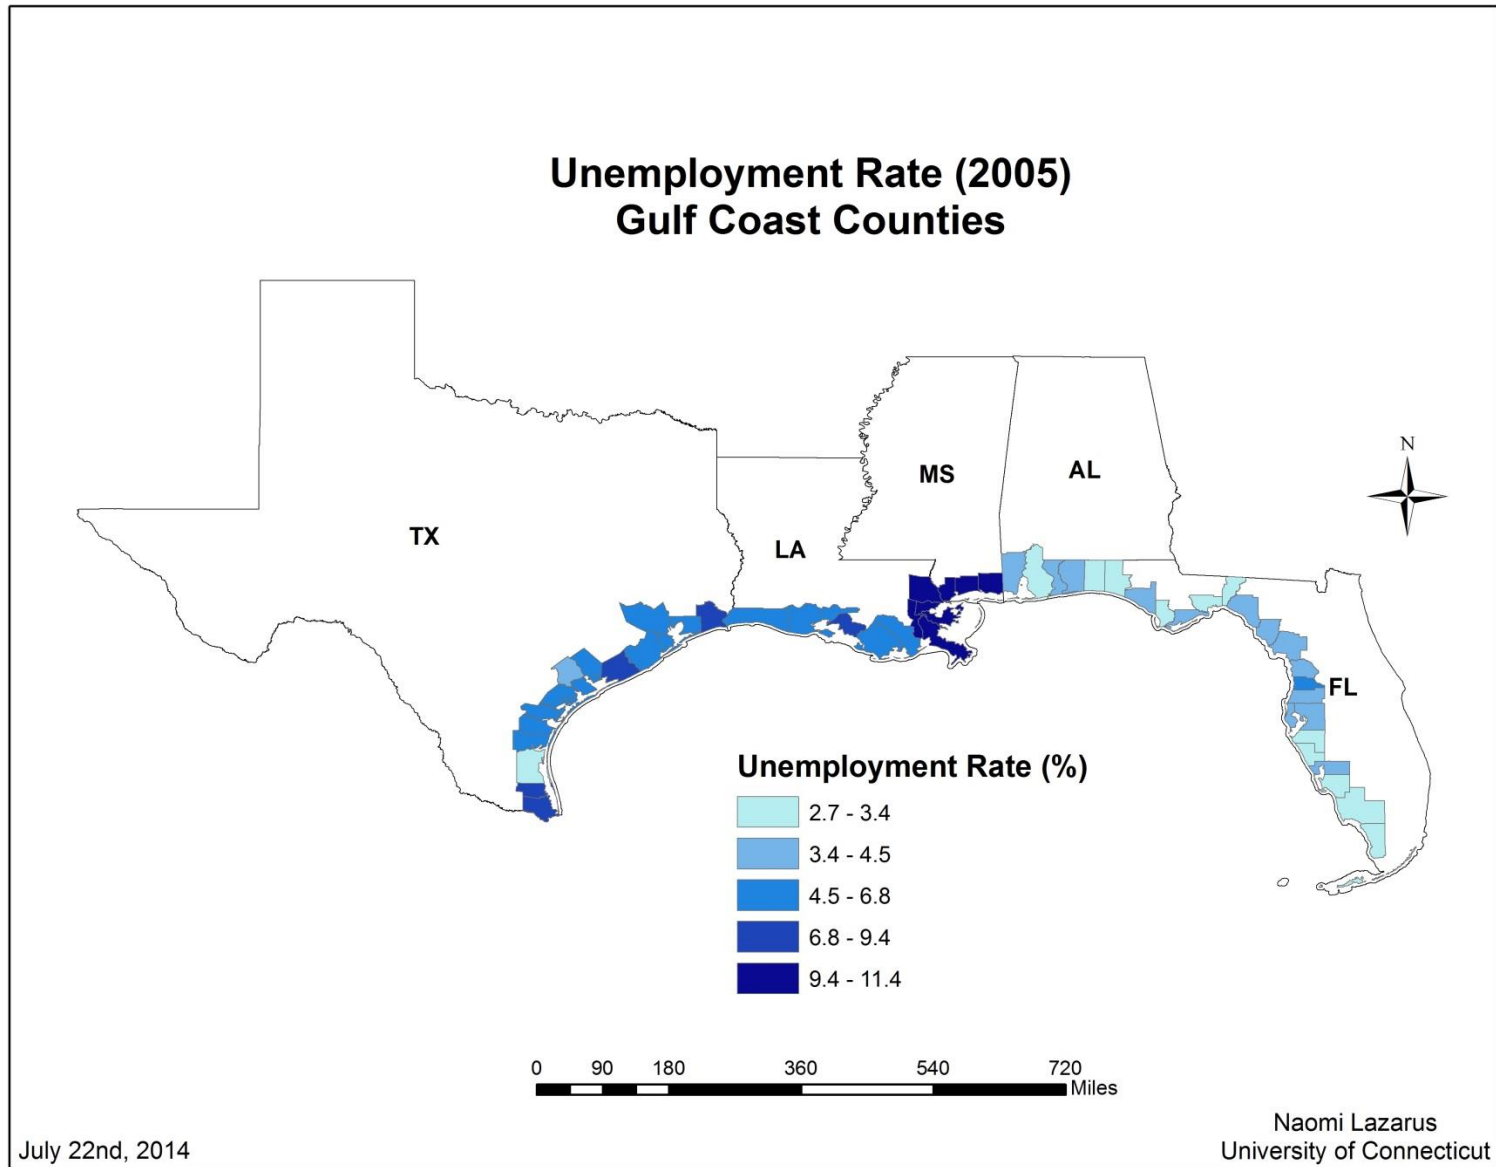 Unemployment Rate (2005)
Gulf Coast Counties
N
MS
AL
TX
LA
FL
Unemployment Rate (%)
2.7 - 3.4
3.4 - 4.5
4.5 - 6.8
6.8 - 9.4
9.4 - 11.4
0 90 180 360 540 720
Miles
July 22nd, 2014
Naomi Lazarus
University of Connecticut